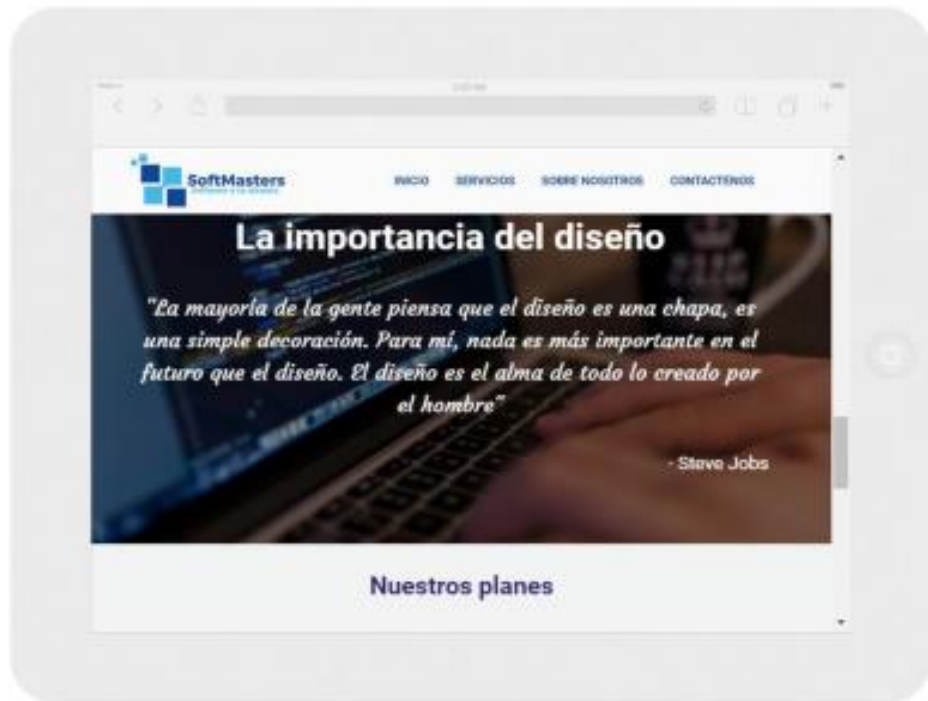 SoftMasters
INICIO SERVICIOS SOBRE NOSOTROS CONTACTENOS
La importancia del diseño
"La mayoría de la gente piensa que el diseño es una chapa, es
una simple decoración. Para mí, nada es más importante en el
futuro que el diseño. El diseño es el alma de todo lo creado por
el hombre"
- Steve Jobs
Nuestros planes